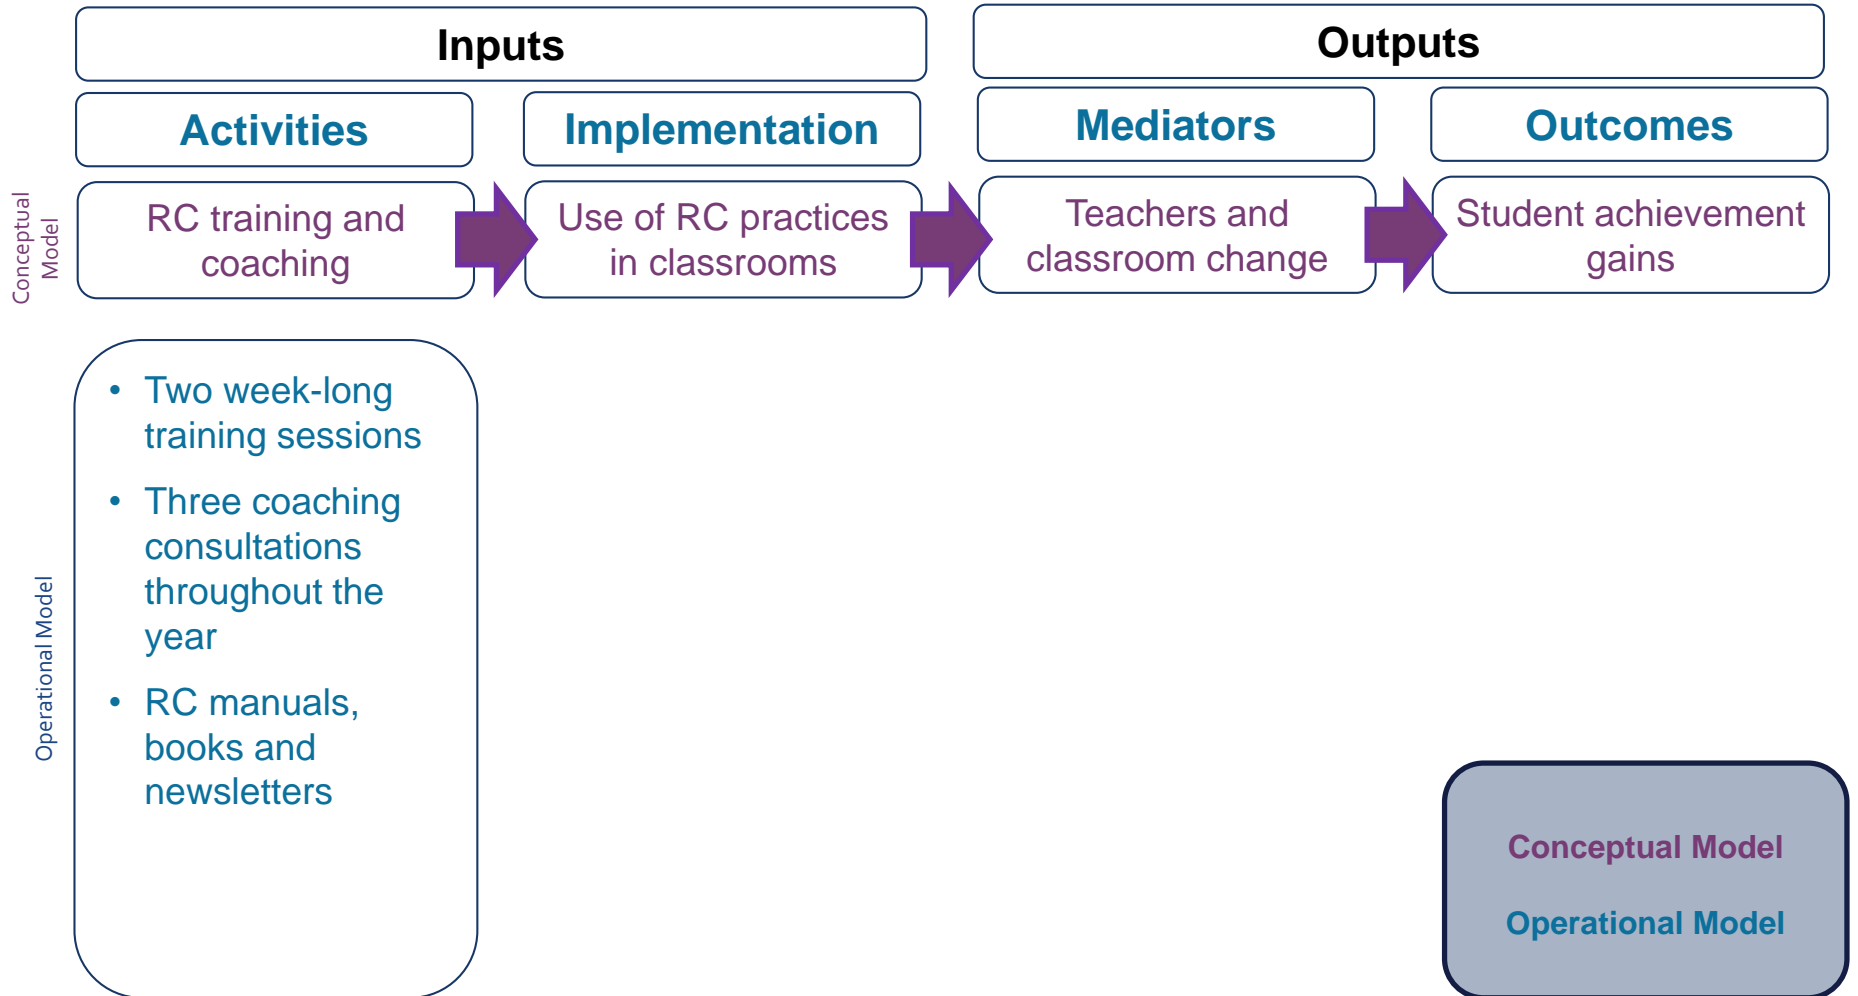 Inputs
Outputs
Activities
Implementation
Mediators
Outcomes
Conceptual
Model
RC training and
coaching
Use of RC practices
in classrooms
Teachers and
classroom change
Student achievement
gains
Operational Model
• Two week-long
training sessions
• Three coaching
consultations
throughout the
year
• RC manuals,
books and
newsletters
Conceptual Model
Operational Model